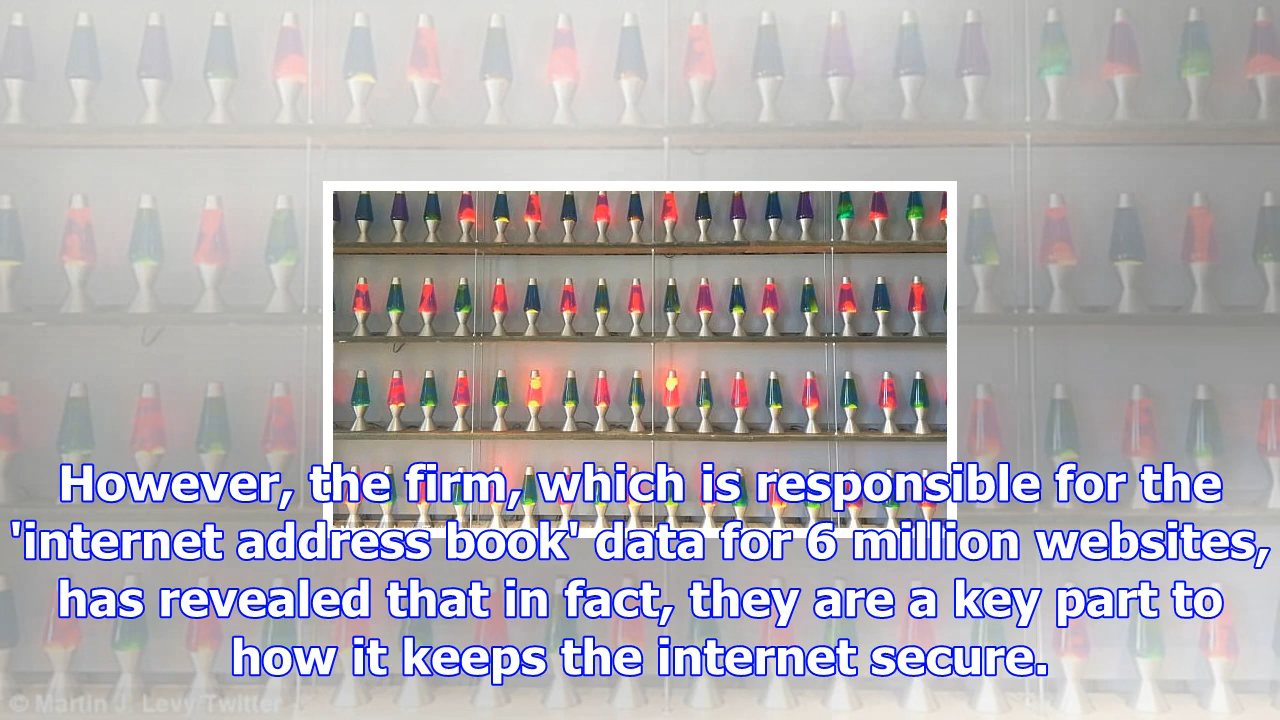 However, the firm, which is responsible for the
'internet address book' data for 6 million websites,
has revealed that in fact, they are a key part to
how it keeps the internet secure.
© Martin J. Levy/Twitter